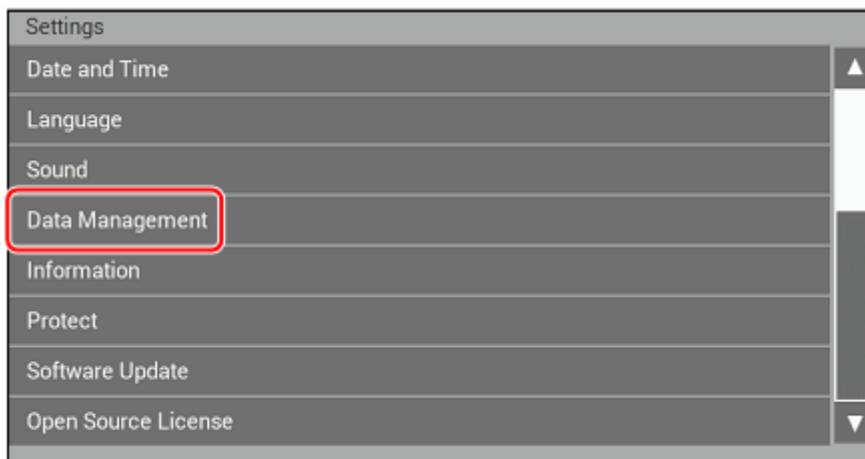 Settings
Date and Time
Language
Sound
Data Management
Information
Protect
Software Update
Open Source License